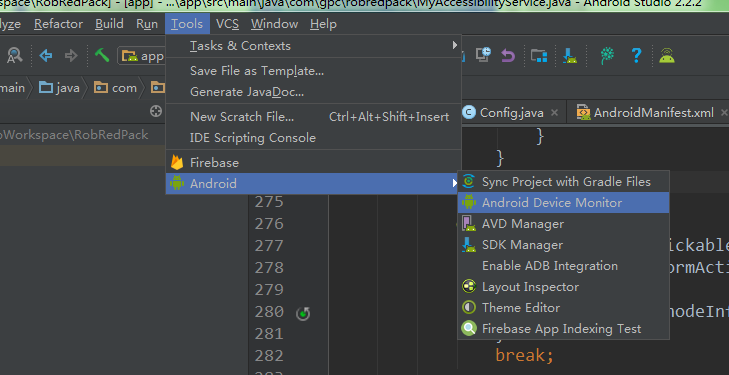 space\RobRedPack] - [app] - ...\app\src\main\java\com\gpc\robredpack\MyAccessibilityService.java - Android Studio 2.2.2
lyze Refactor Build Run Tools VCS Window Help
Tasks & Contexts
app
Save File as Template...
Generate JavaDoc...
main java com
New Scratch File... Ctrl+Alt+Shift+Insert
Config.java AndroidManifest.xml
oWorkspace\RobRedPack
IDE Scripting Console
}
Firebase
}
Android
Sync Project with Gradle Files
275
Android Device Monitor
276
AVD Manager
277
SDK Manager
ickable
278
Enable ADB Integration
ormActi
279
Layout Inspector
280
Theme Editor
nodeInf
281
Firebase App Indexing Test
282
break;